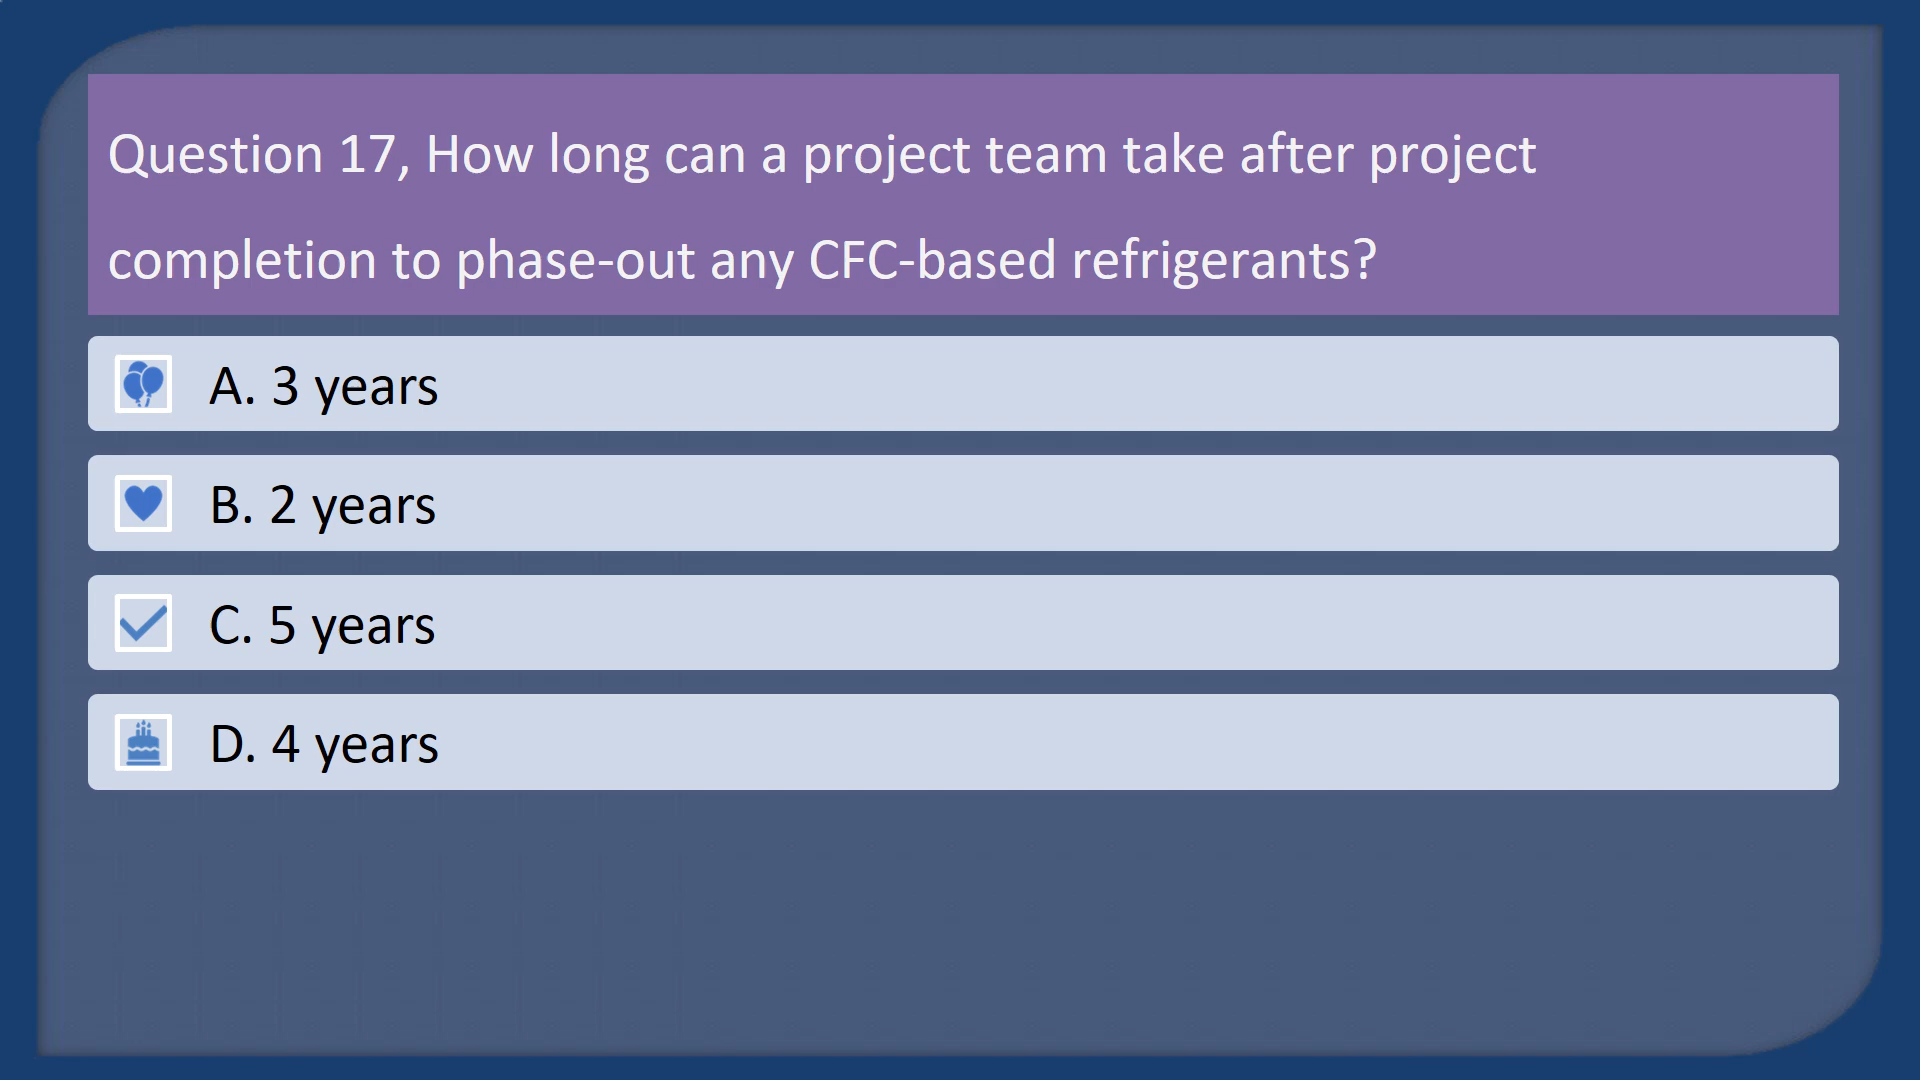 Question 17, How long can a project team take after project
completion to phase-out any CFC-based refrigerants?
A. 3 years
B. 2 years
C. 5 years
D. 4 years